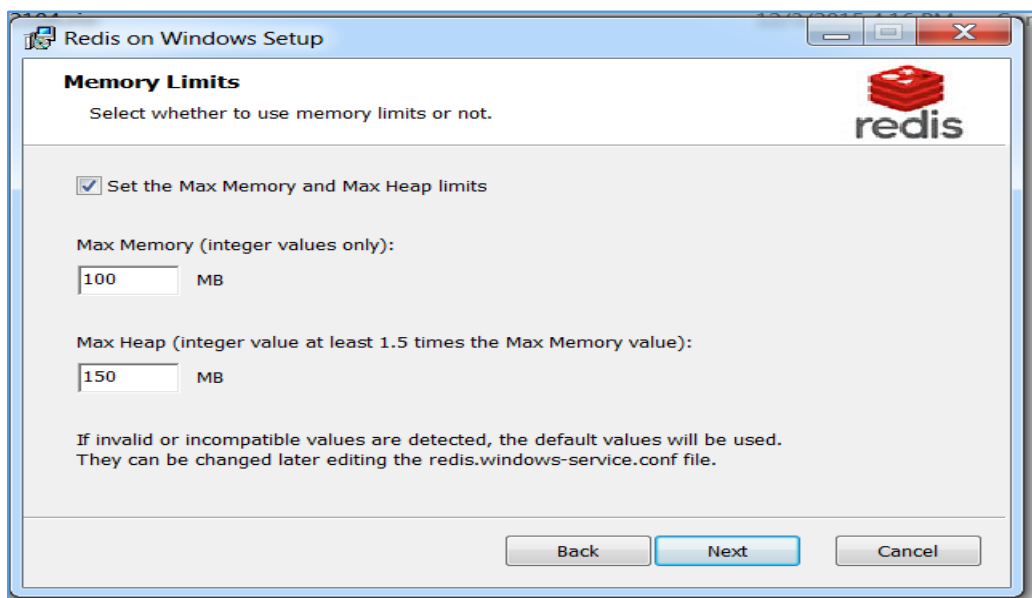 Redis on Windows Setup
Memory Limits
Select whether to use memory limits or not.
redis
Set the Max Memory and Max Heap limits
Max Memory (integer values only):
100 MB
Max Heap (integer value at least 1.5 times the Max Memory value):
150 MB
If invalid or incompatible values are detected, the default values will be used.
They can be changed later editing the redis.windows-service.conf file.
Back Next Cancel